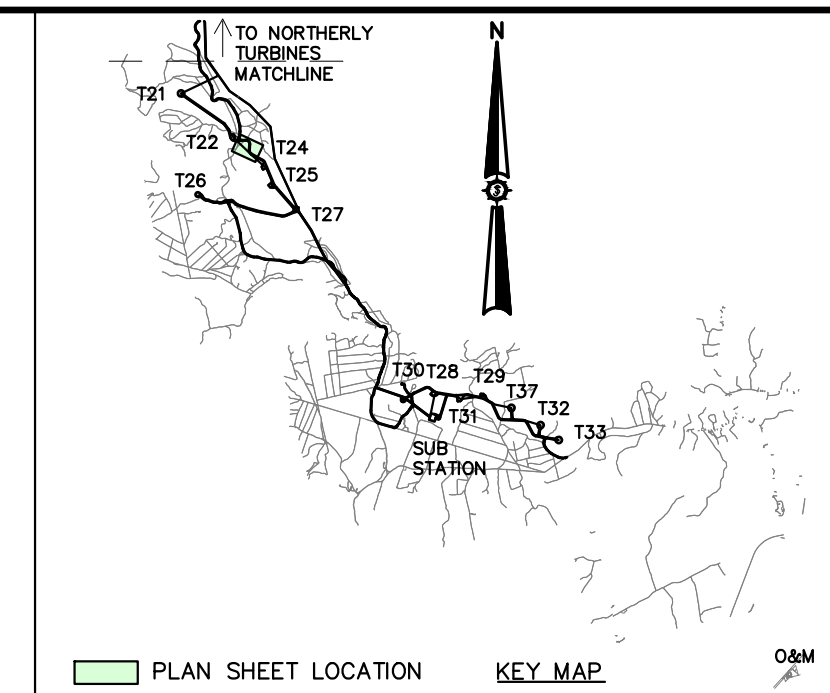 TO NORTHERLY
TURBINES
MATCHLINE
N
T21
T22
T24
T25
T26
T27
T30
T28
T29
T37
T31
T32
T33
SUB
STATION
PLAN SHEET LOCATION
KEY MAP
O&M